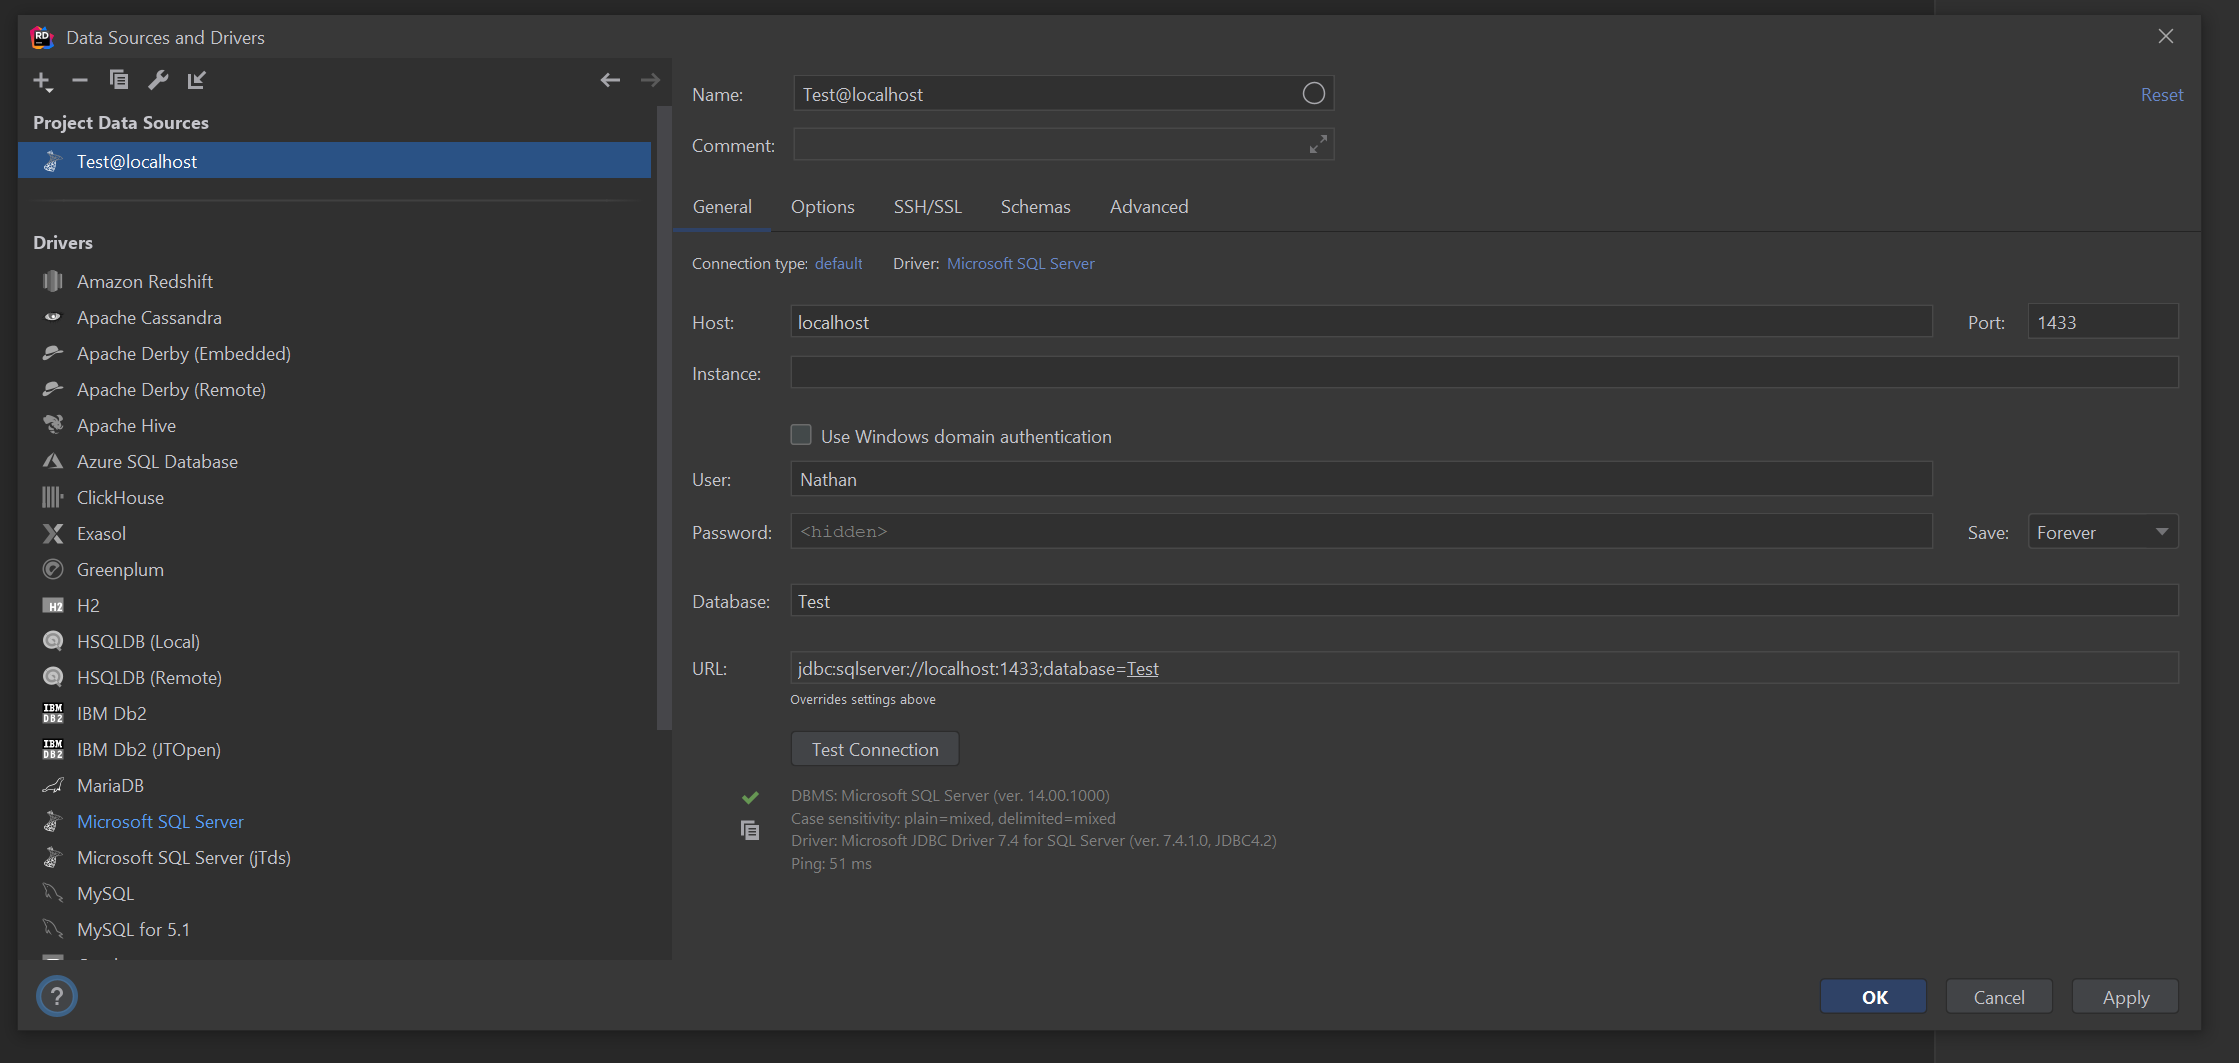 RD
Data Sources and Drivers
Project Data Sources
Test@localhost
Drivers
Amazon Redshift
Apache Cassandra
Apache Derby (Embedded)
Apache Derby (Remote)
Apache Hive
Azure SQL Database
ClickHouse
Exasol
Greenplum
H2 H2
HSQLDB (Local)
HSQLDB (Remote)
IBM DB2 IBM Db2
IBM DB2 IBM Db2 (JTOpen)
MariaDB
Microsoft SQL Server
Microsoft SQL Server (jTds)
MySQL
MySQL for 5.1
?
Name: Test@localhost
Reset
Comment:
General Options SSH/SSL Schemas Advanced
Connection type: default Driver: Microsoft SQL Server
Host: localhost Port: 1433
Instance:
Use Windows domain authentication
User: Nathan
Password: <hidden> Save: Forever
Database: Test
URL: jdbc:sqlserver://localhost:1433;database=Test
Overrides settings above
Test Connection
DBMS: Microsoft SQL Server (ver. 14.00.1000)
Case sensitivity: plain=mixed, delimited=mixed
Driver: Microsoft JDBC Driver 7.4 for SQL Server (ver. 7.4.1.0, JDBC4.2)
Ping: 51 ms
OK Cancel Apply